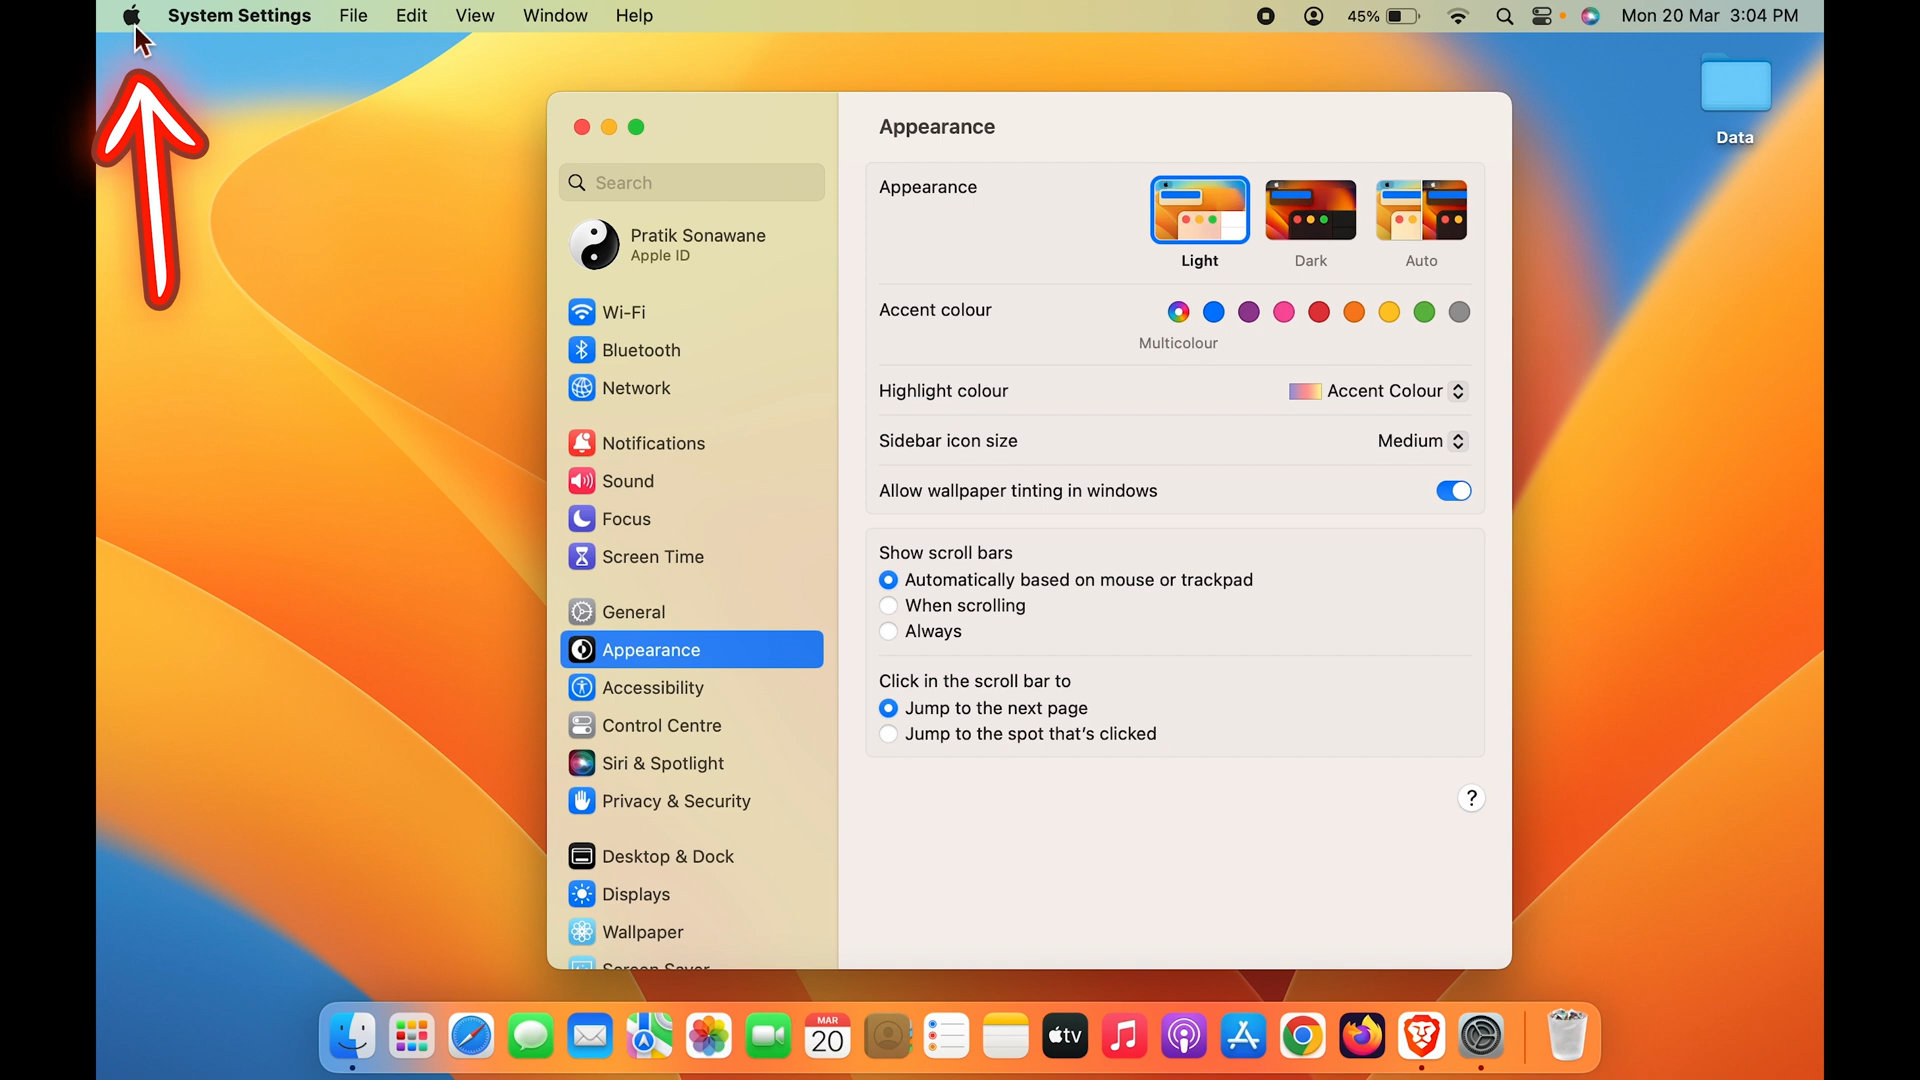 System Settings File Edit View Window Help 45% Mon 20 Mar 3:04 PM
Data
Appearance
Search
Pratik Sonawane
Apple ID
Wi-Fi
Bluetooth
Network
Notifications
Sound
Focus
Screen Time
General
Appearance
Accessibility
Control Centre
Siri & Spotlight
Privacy & Security
Desktop & Dock
Displays
Wallpaper
Screen Saver
Appearance
Light Dark Auto
Accent colour
Multicolour
Highlight colour Accent Colour
Sidebar icon size Medium
Allow wallpaper tinting in windows
Show scroll bars
Automatically based on mouse or trackpad
When scrolling
Always
Click in the scroll bar to
Jump to the next page
Jump to the spot that's clicked
?
MAR
20
tv